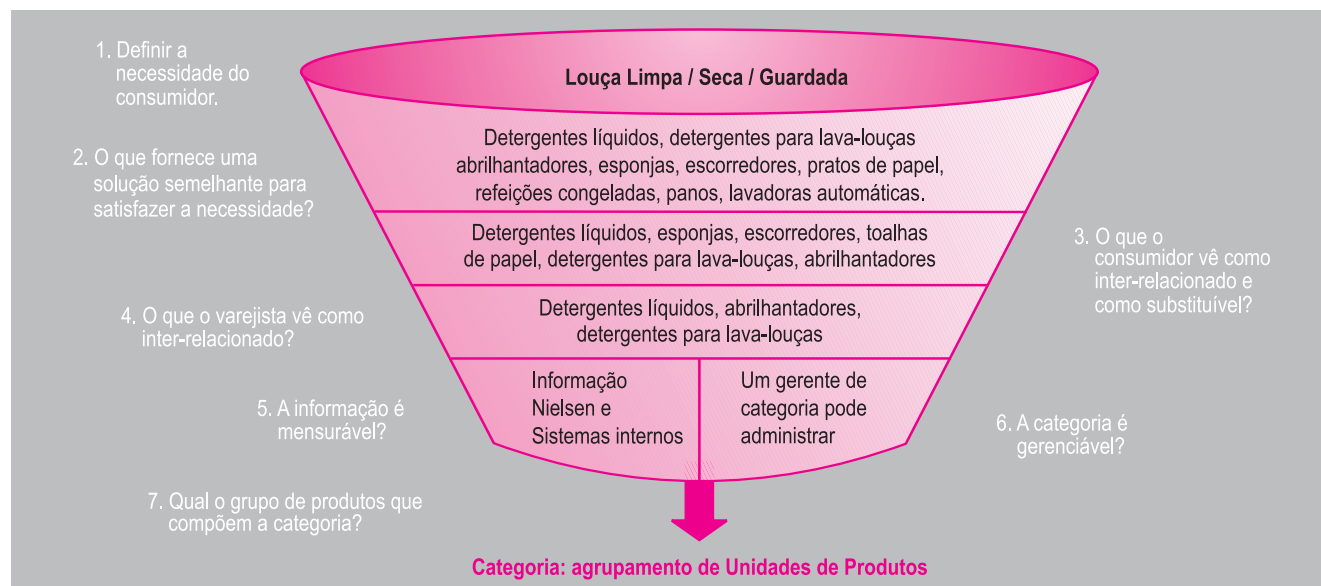 1. Definir a
necessidade do
consumidor.
Louça Limpa / Seca / Guardada
2. O que fornece uma
solução semelhante para
satisfazer a necessidade?
Detergentes líquidos, detergentes para lava-louças
abrilhantadores, esponjas, escorredores, pratos de papel,
refeições congeladas, panos, lavadoras automáticas.
3. O que o
consumidor vê como
inter-relacionado e
como substituível?
Detergentes líquidos, esponjas, escorredores, toalhas
de papel, detergentes para lava-louças, abrilhantadores
4. O que o varejista vê como
inter-relacionado?
Detergentes líquidos, abrilhantadores,
detergentes para lava-louças
5. A informação é
mensurável?
Informação
Nielsen e
Sistemas internos
Um gerente de
categoria pode
administrar
6. A categoria é
gerenciável?
7. Qual o grupo de produtos que
compõem a categoria?
Categoria: agrupamento de Unidades de Produtos